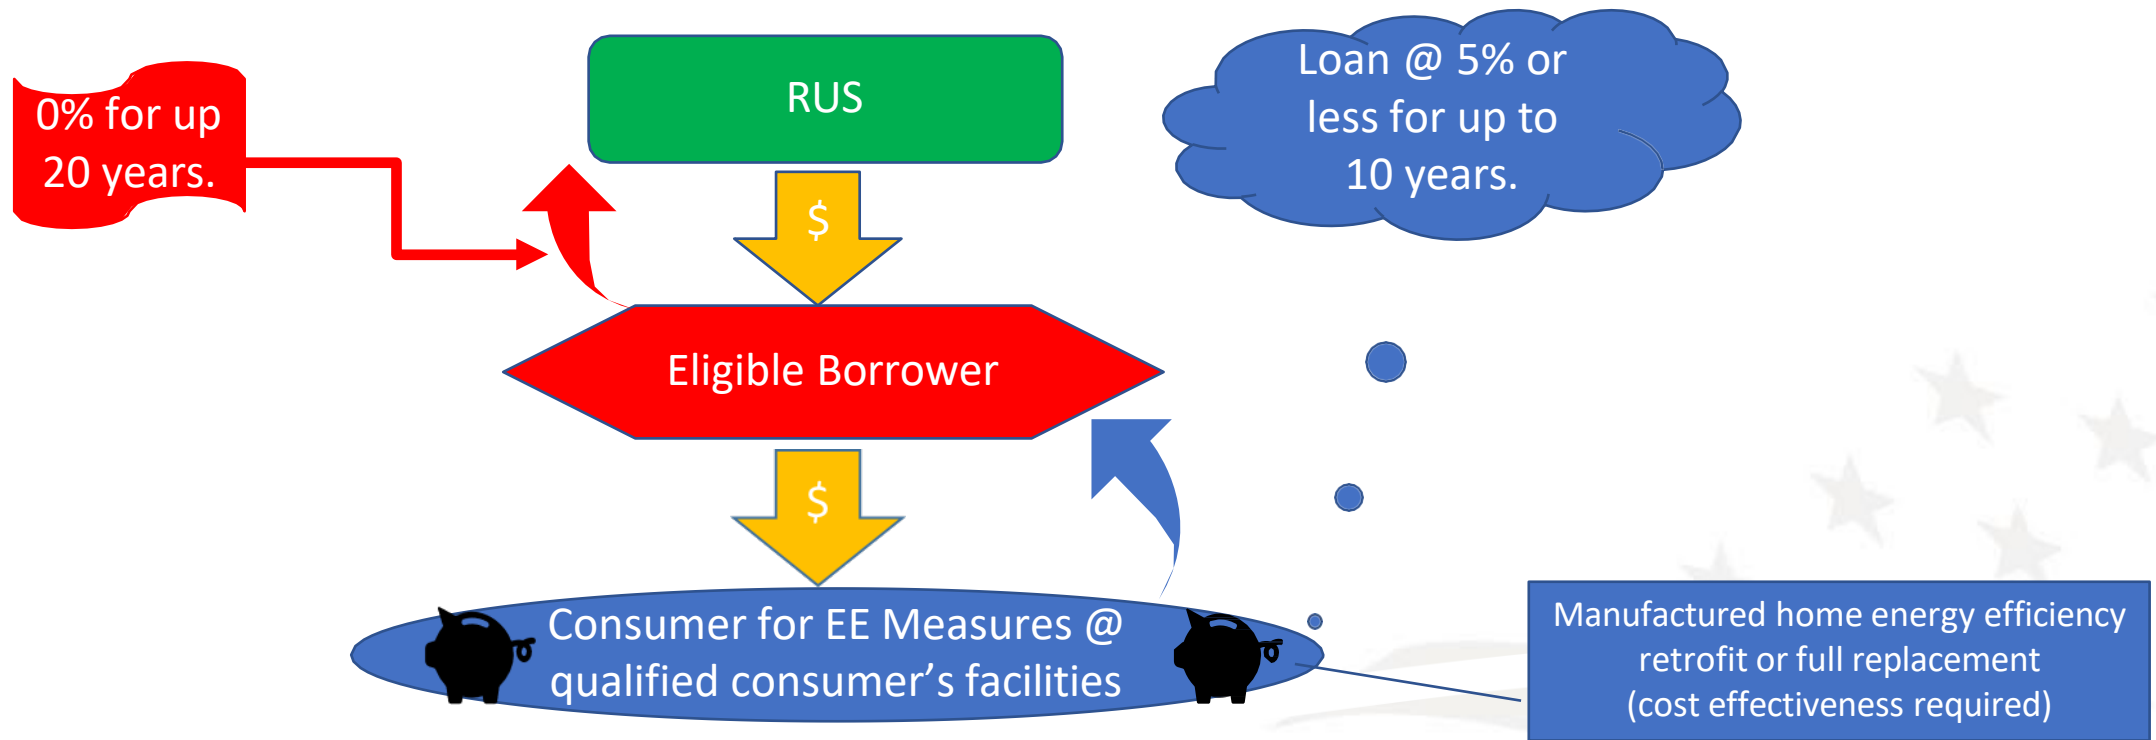 RUS
0% for up
20 years.
Loan @ 5% or
less for up to
10 years.
$
Eligible Borrower
$
Consumer for EE Measures @
qualified consumer’s facilities
Manufactured home energy efficiency
retrofit or full replacement
(cost effectiveness required)